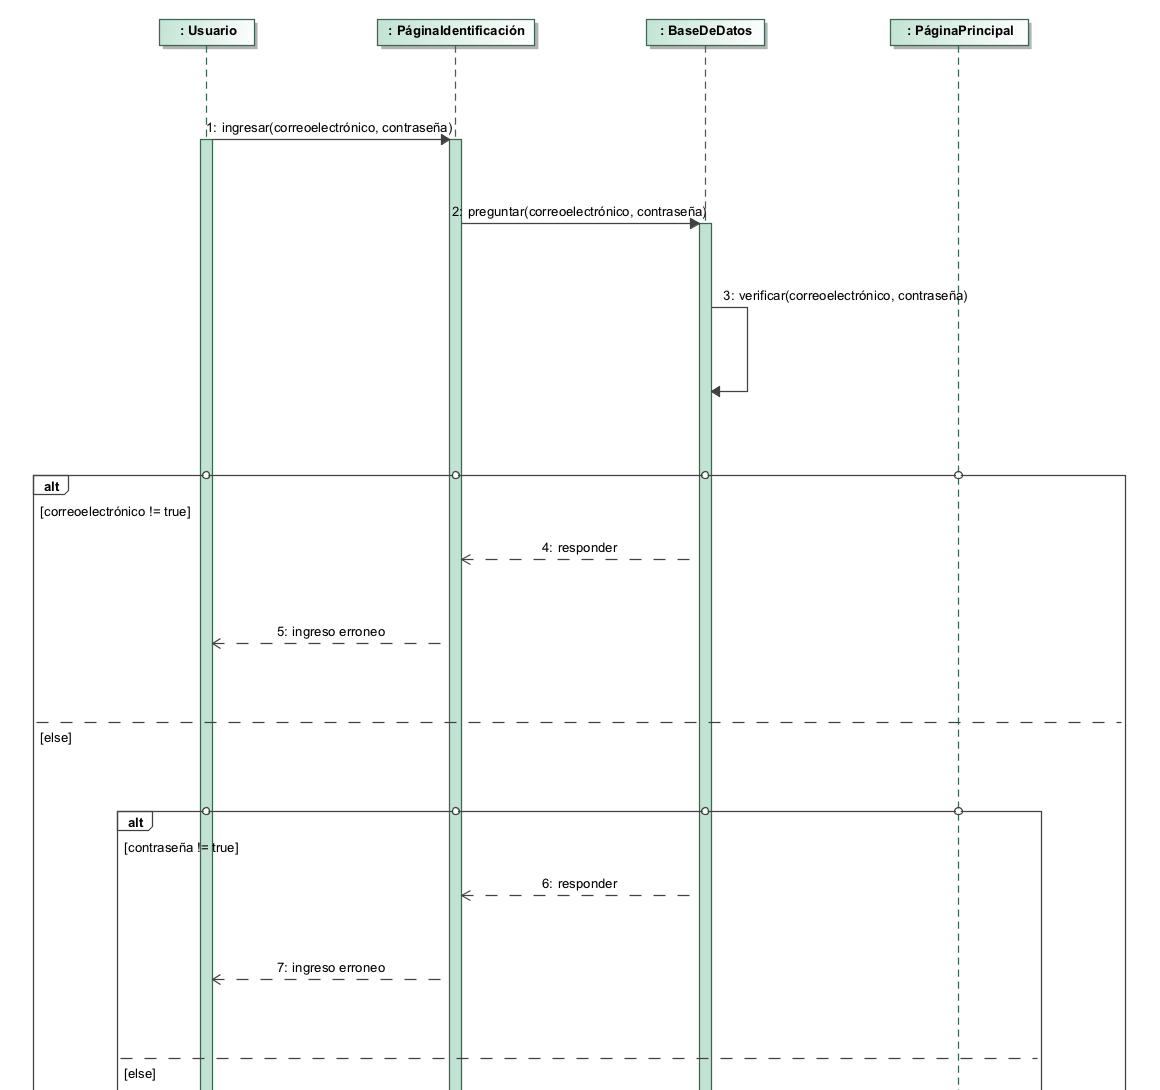 : Usuario
: PáginaIdentificación
: BaseDeDatos
: PáginaPrincipal
1: ingresar(correoelectrónico, contraseña)
2: preguntar(correoelectrónico, contraseña)
3: verificar(correoelectrónico, contraseña)
alt
[correoelectrónico != true]
4: responder
5: ingreso erroneo
[else]
alt
[contraseña != true]
6: responder
7: ingreso erroneo
[else]